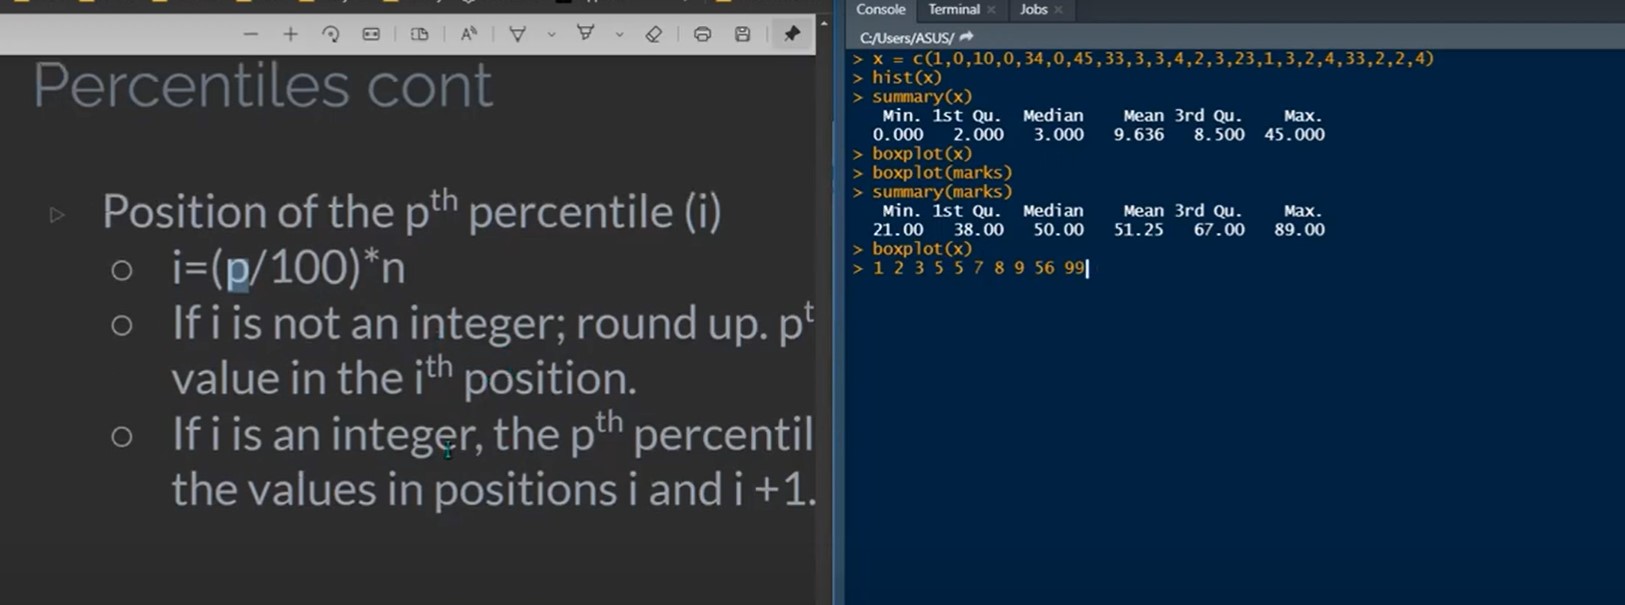 Percentiles cont
Position of the pth percentile (i)
i=(p/100)*n
If i is not an integer; round up. pt
value in the ith position.
If i is an integer, the pth percentil
the values in positions i and i +1.
Console Terminal Jobs
C:/Users/ASUS/
> x = c(1,0,10,0,34,0,45,33,3,3,4,2,3,23,1,3,2,4,33,2,2,4)
> hist(x)
> summary(x)
Min. 1st Qu. Median Mean 3rd Qu. Max.
0.000 2.000 3.000 9.636 8.500 45.000
> boxplot(x)
> boxplot(marks)
> summary(marks)
Min. 1st Qu. Median Mean 3rd Qu. Max.
21.00 38.00 50.00 51.25 67.00 89.00
> boxplot(x)
> 1 2 3 5 5 7 8 9 56 99